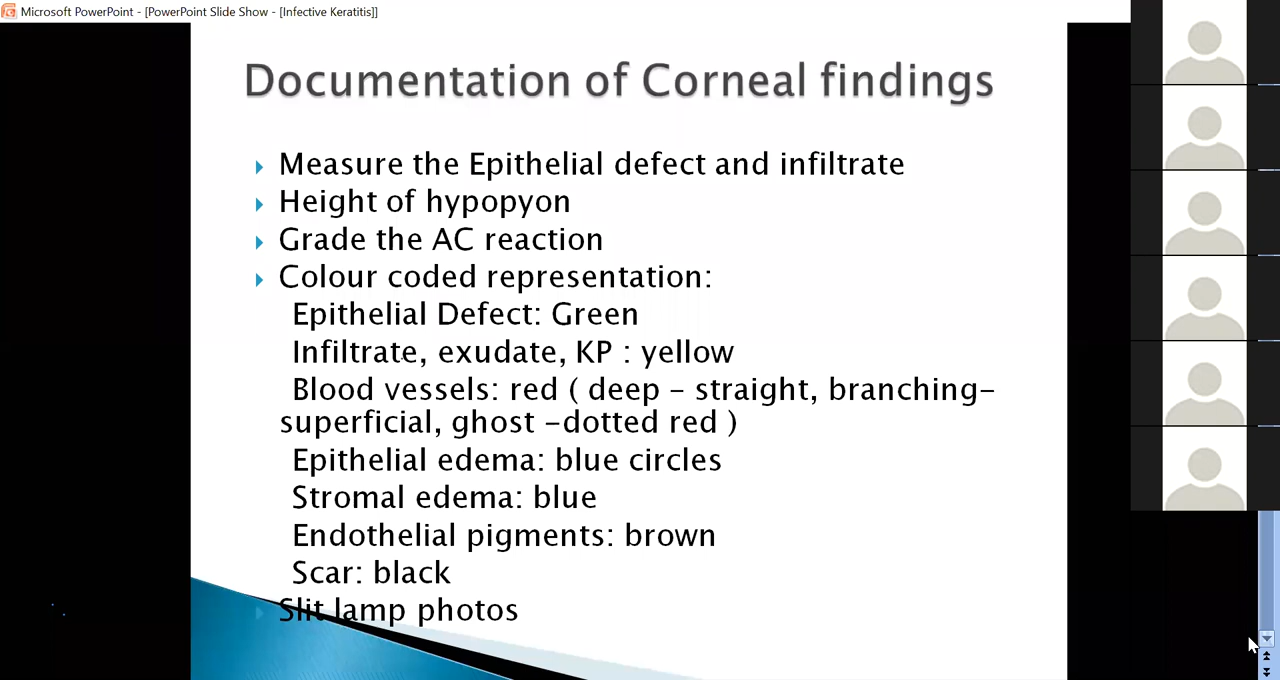 Microsoft PowerPoint - [PowerPoint Slide Show - [Infective Keratitis]]
Documentation of Corneal findings
Measure the Epithelial defect and infiltrate
Height of hypopyon
Grade the AC reaction
Colour coded representation:
Epithelial Defect: Green
Infiltrate, exudate, KP : yellow
Blood vessels: red ( deep – straight, branching-
superficial, ghost –dotted red )
Epithelial edema: blue circles
Stromal edema: blue
Endothelial pigments: brown
Scar: black
Slit lamp photos